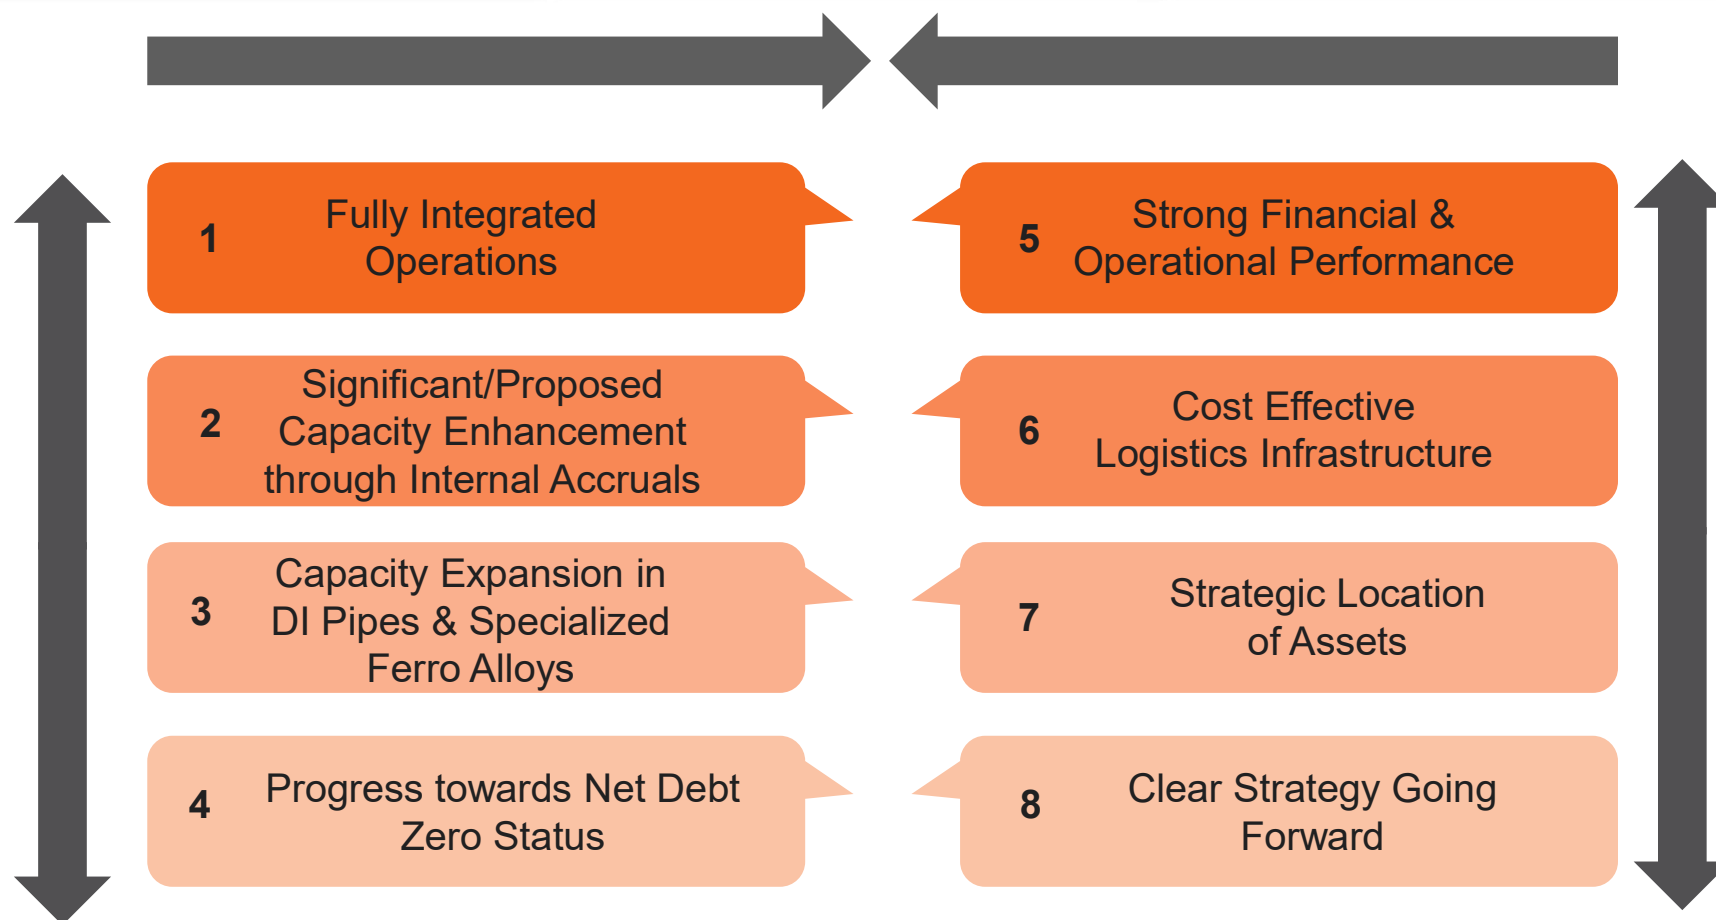 1
Fully Integrated
Operations
2
Significant/Proposed
Capacity Enhancement
through Internal Accruals
3
Capacity Expansion in
DI Pipes & Specialized
Ferro Alloys
4
Progress towards Net Debt
Zero Status
5
Strong Financial &
Operational Performance
6
Cost Effective
Logistics Infrastructure
7
Strategic Location
of Assets
8
Clear Strategy Going
Forward